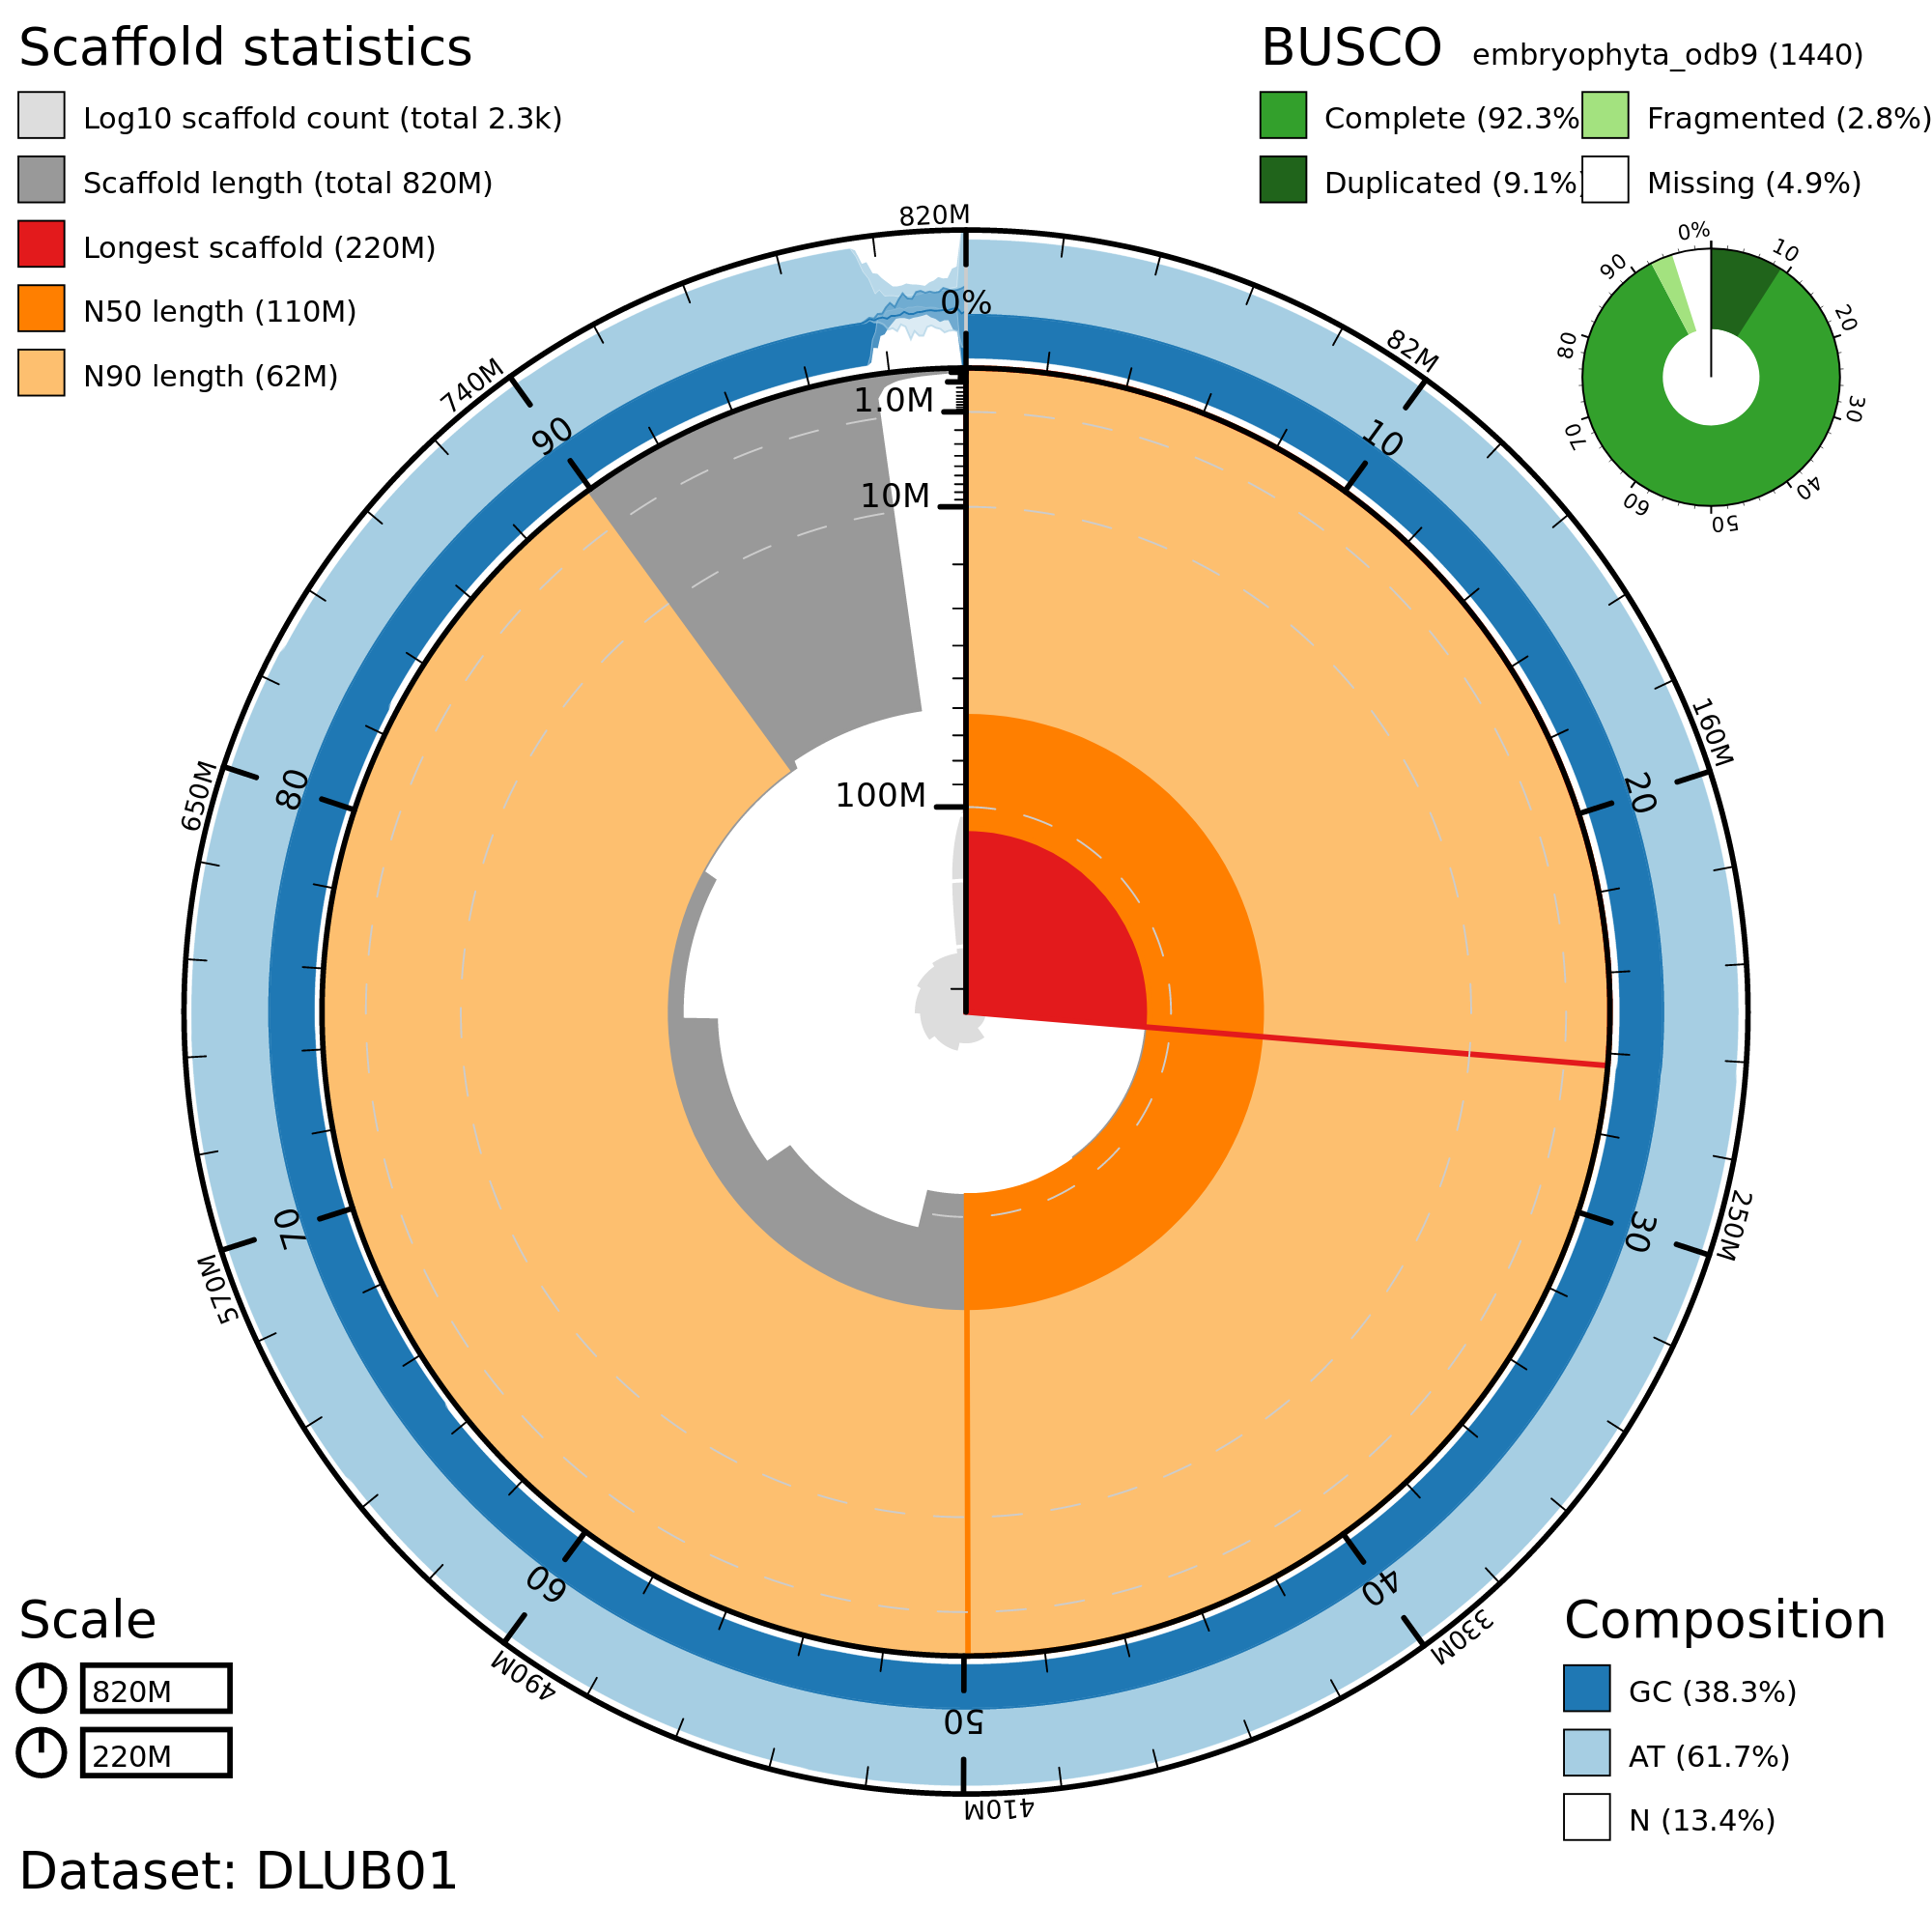 Scaffold statistics
Log10 scaffold count (total 2.3k)
Scaffold length (total 820M)
Longest scaffold (220M)
N50 length (110M)
N90 length (62M)
BUSCO embryophyta_odb9 (1440)
Complete (92.3%
Fragmented (2.8%)
Duplicated (9.1%)
Missing (4.9%)
0%
10
20
30
40
50
60
70
80
90
820M
82M
160M
250M
330M
410M
490M
570M
650M
740M
0%
10
20
30
40
50
60
70
80
90
1.0M
10M
100M
Scale
820M
220M
Composition
GC (38.3%)
AT (61.7%)
N (13.4%)
Dataset: DLUB01